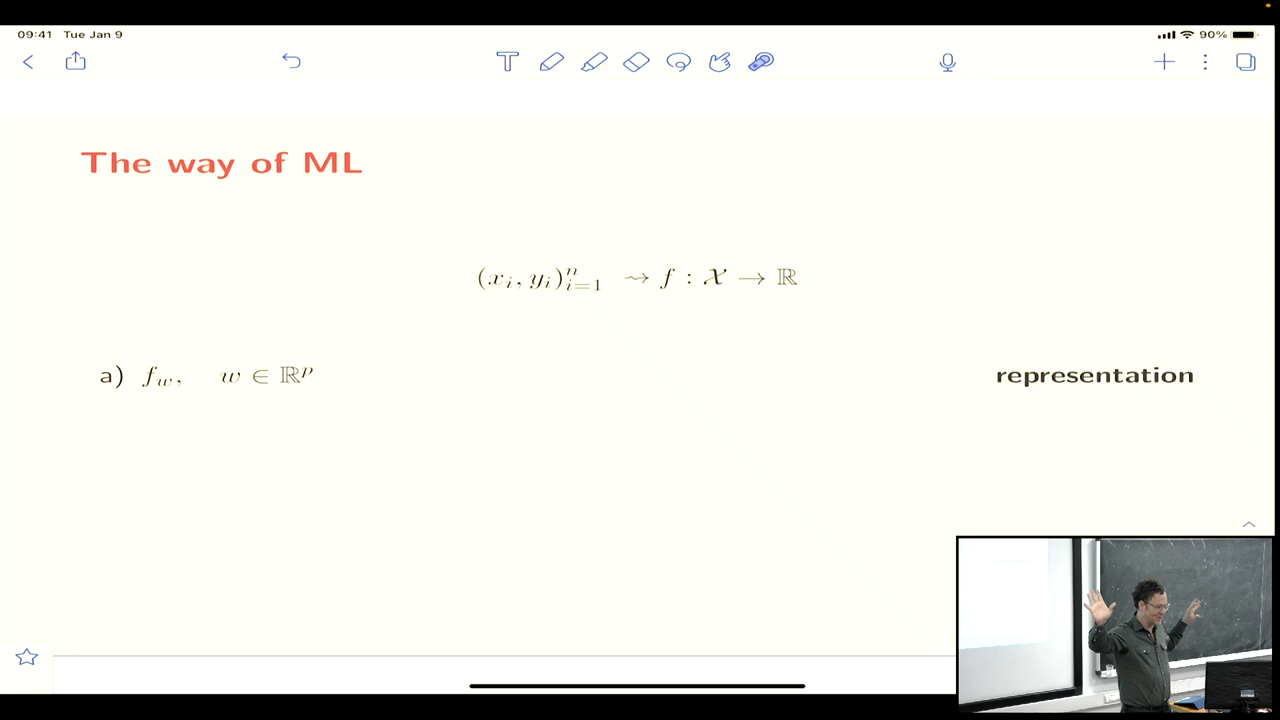 09:41 Tue Jan 9
90%
The way of ML
(x_i, y_i)_{i=1}^n ⇝ f : 𝒳 → ℝ
a) f_w, w ∈ ℝ^p representation